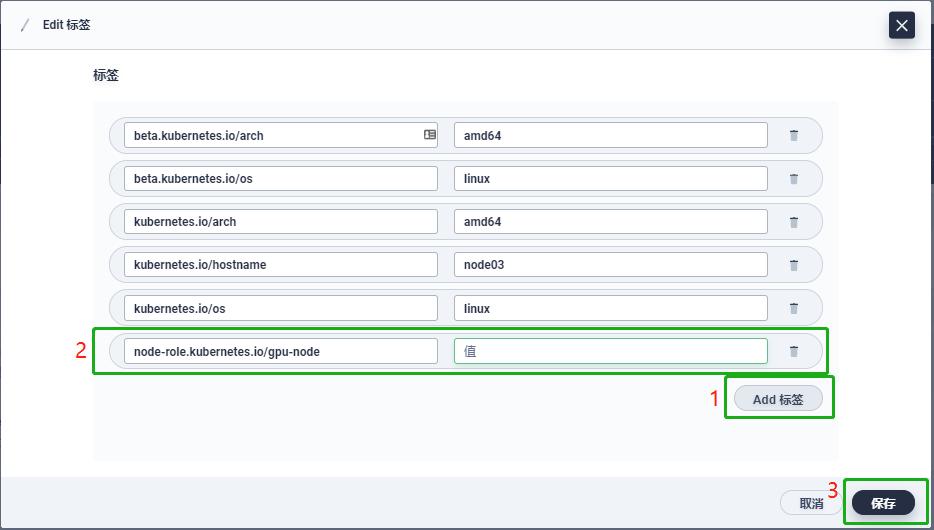 Edit 标签
标签
beta.kubernetes.io/arch amd64
beta.kubernetes.io/os linux
kubernetes.io/arch amd64
kubernetes.io/hostname node03
kubernetes.io/os linux
2 node-role.kubernetes.io/gpu-node 值
1 Add 标签
取消 3 保存